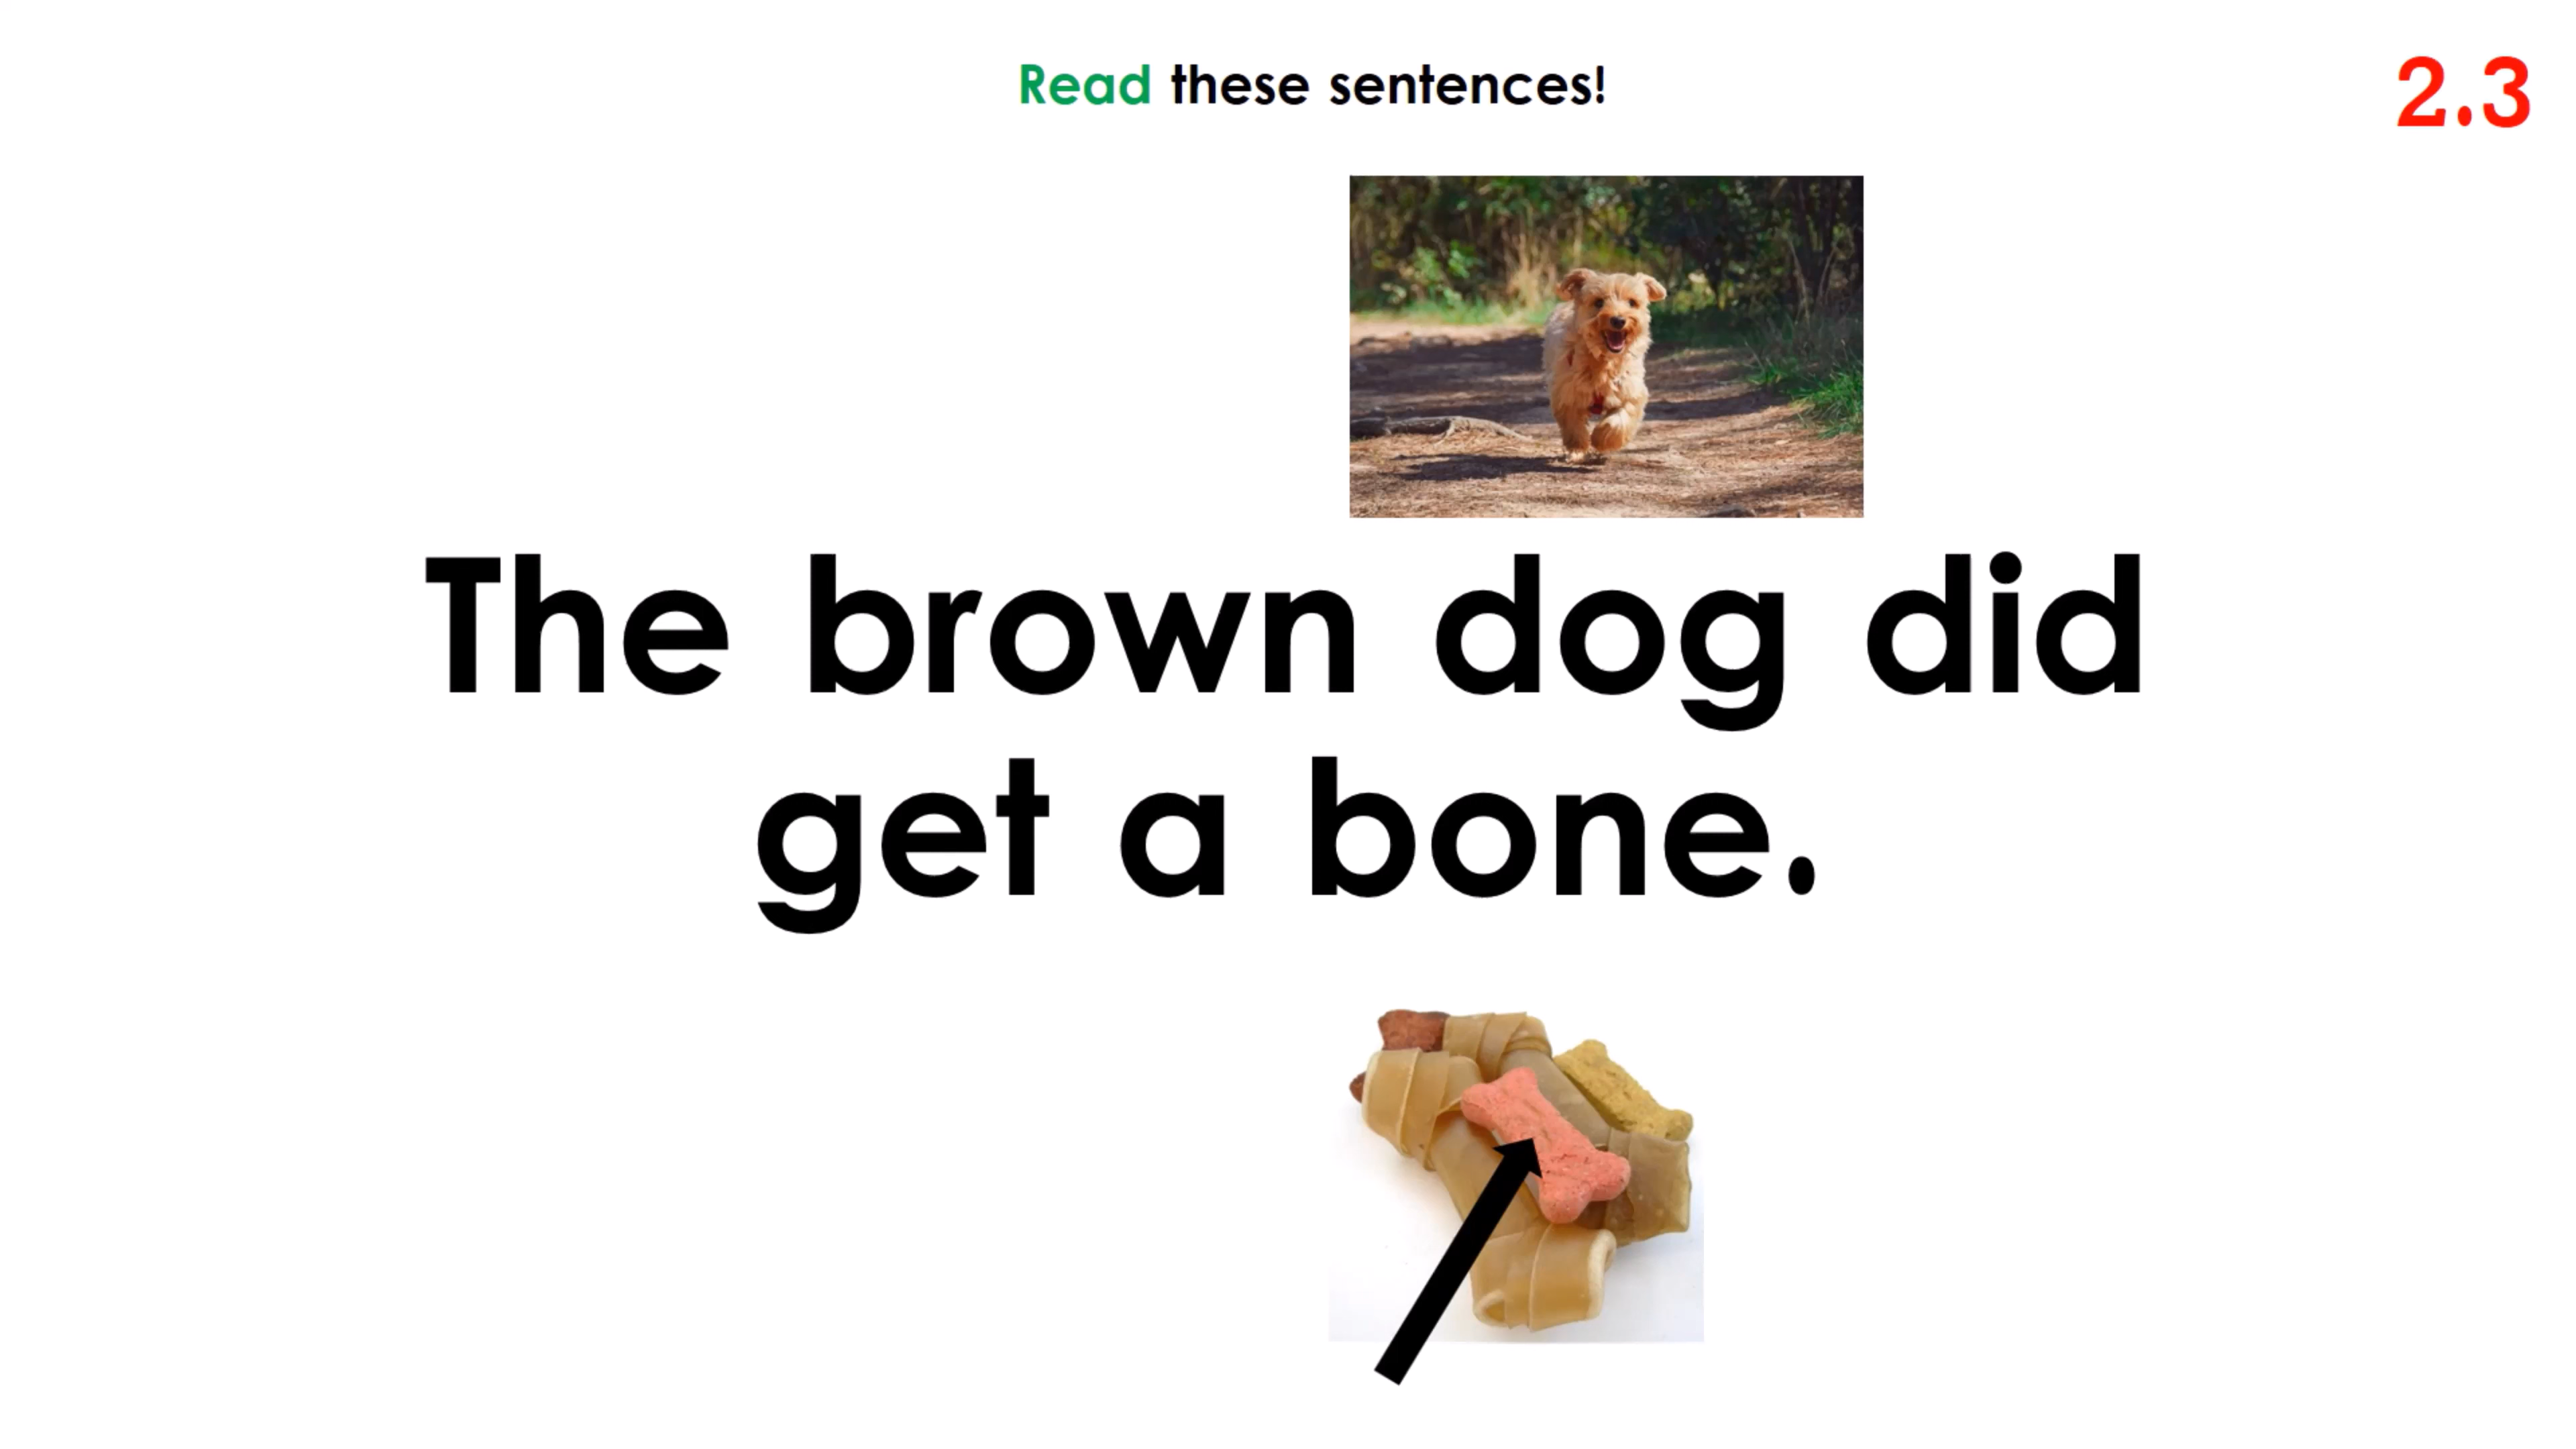 Read these sentences!
2.3
The brown dog did
get a bone.